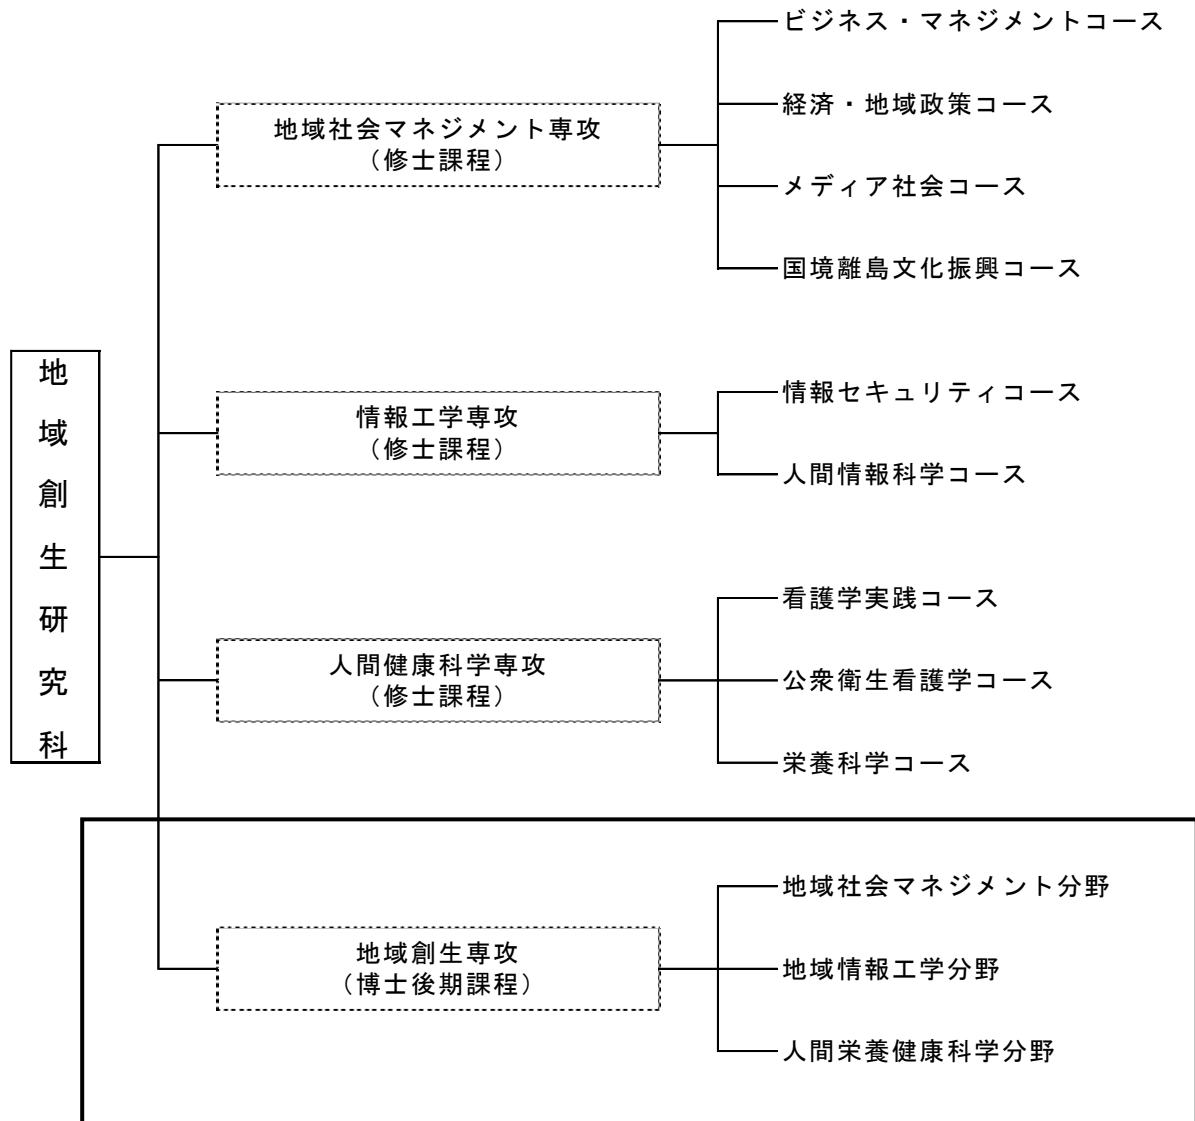 地域創生研究科
地域社会マネジメント専攻
（修士課程）
ビジネス・マネジメントコース
経済・地域政策コース
メディア社会コース
国境離島文化振興コース
情報工学専攻
（修士課程）
情報セキュリティコース
人間情報科学コース
人間健康科学専攻
（修士課程）
看護学実践コース
公衆衛生看護学コース
栄養科学コース
地域創生専攻
（博士後期課程）
地域社会マネジメント分野
地域情報工学分野
人間栄養健康科学分野